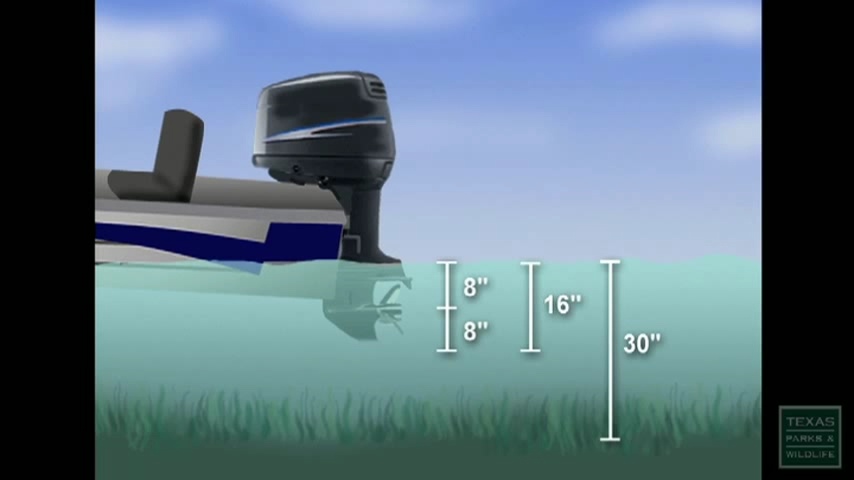 8"
8"
16"
30"
TEXAS
PARKS &
WILDLIFE